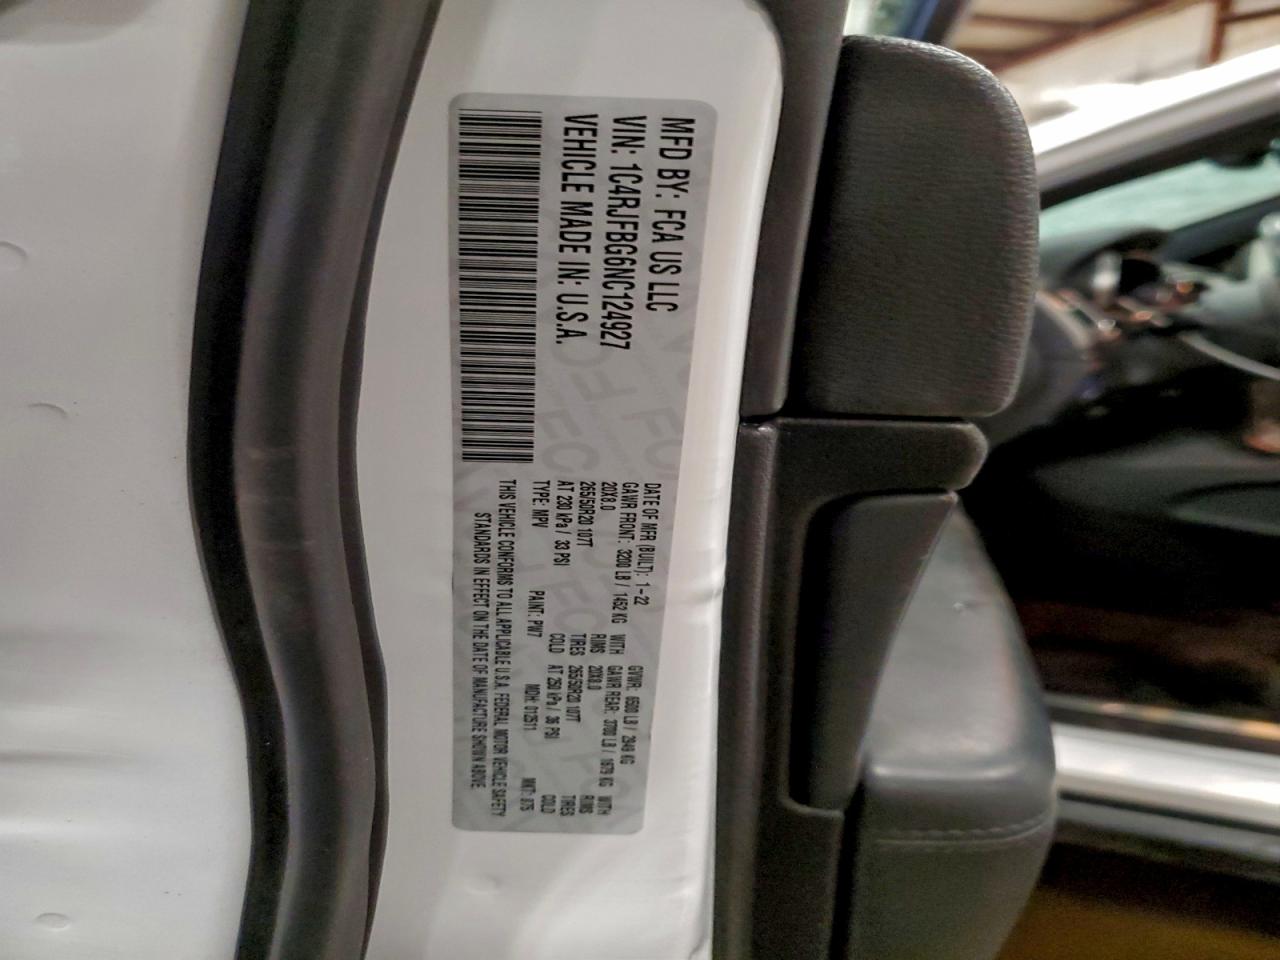 MFD BY: FCA US LLC
VIN: 1C4RJFBG6NC124927
VEHICLE MADE IN: U.S.A.
DATE OF MFR (BUILT): 1-22 GVWR: 6500 LB / 2949 KG
GAWR FRONT: 3200 LB / 1452 KG WITH GAWR REAR: 3700 LB / 1679 KG WITH
20X8.0 RIMS 20X8.0 RIMS
265/50R20 107T TIRES 265/50R20 107T TIRES
AT 230 kPa / 33 PSI COLD AT 250 kPa / 36 PSI COLD
TYPE: MPV PAINT: PW7 MDH: 012511 MKT:
THIS VEHICLE CONFORMS TO ALL APPLICABLE U.S.A. FEDERAL MOTOR VEHICLE SAFETY
STANDARDS IN EFFECT ON THE DATE OF MANUFACTURE SHOWN ABOVE.